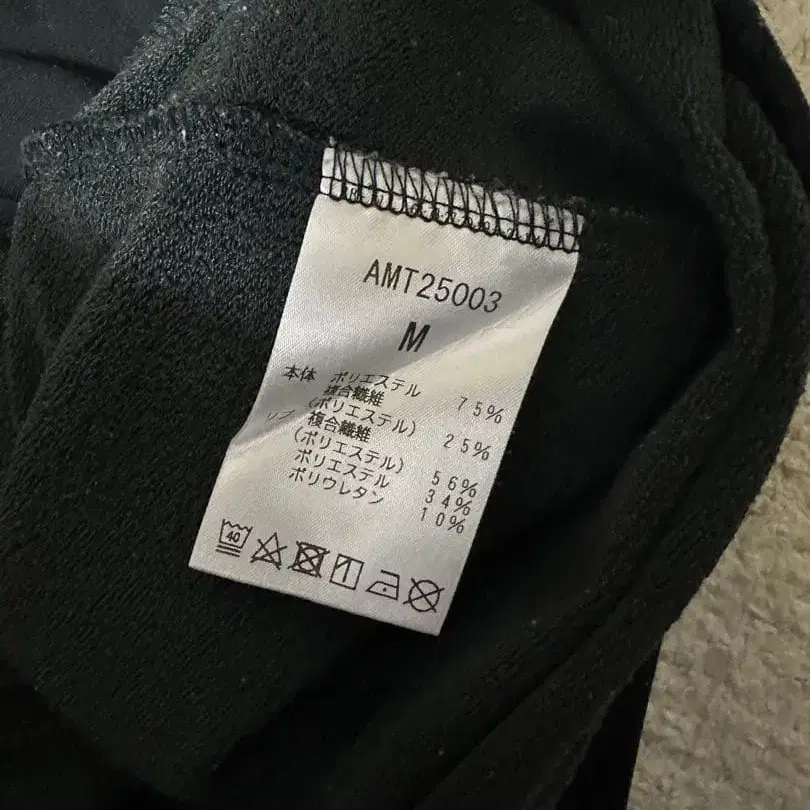 AMT25003
M
本体 ポリエステル 75%
複合繊維
(ポリエステル) 25%
リブ 複合繊維
(ポリエステル) 56%
ポリエステル 34%
ポリウレタン 10%
40